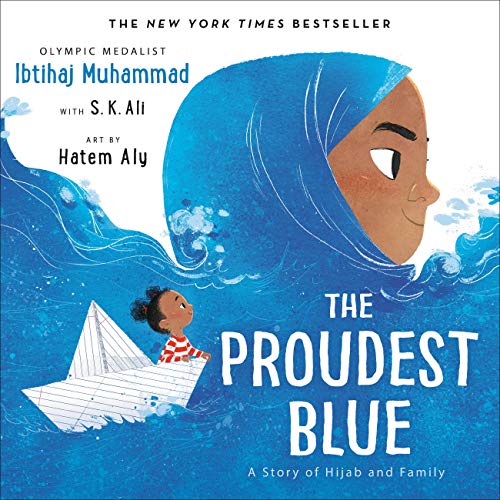 THE NEW YORK TIMES BESTSELLER
OLYMPIC MEDALIST
Ibtihaj Muhammad
WITH S. K. Ali
ART BY
Hatem Aly
THE
PROUDEST
BLUE
A Story of Hijab and Family